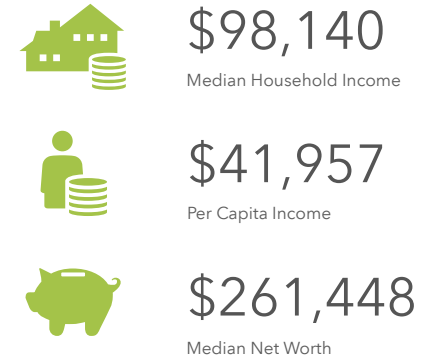 $98,140
Median Household Income
$41,957
Per Capita Income
$261,448
Median Net Worth